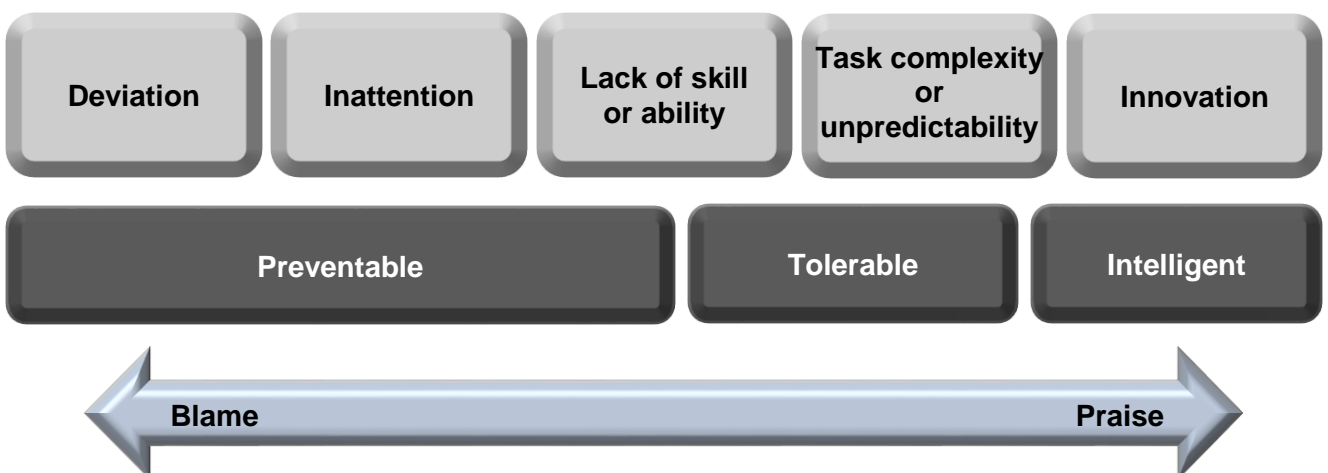 Deviation
Inattention
Lack of skill
or ability
Task complexity
or
unpredictability
Innovation
Preventable
Tolerable
Intelligent
Blame
Praise